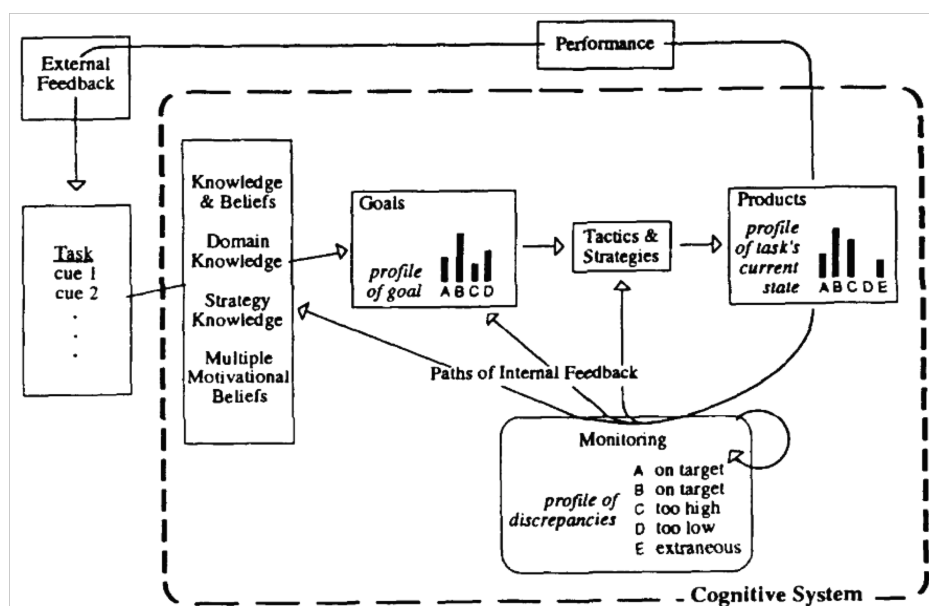 Performance
External
Feedback
Task
cue 1
cue 2
Knowledge
& Beliefs
Domain
Knowledge
Strategy
Knowledge
Multiple
Motivational
Beliefs
Goals
profile
of goal
A B C D
Tactics &
Strategies
Products
profile
of task's
current
state
A B C D E
Paths of Internal Feedback
Monitoring
profile of
discrepancies
A on target
B on target
C too high
D too low
E extraneous
Cognitive System